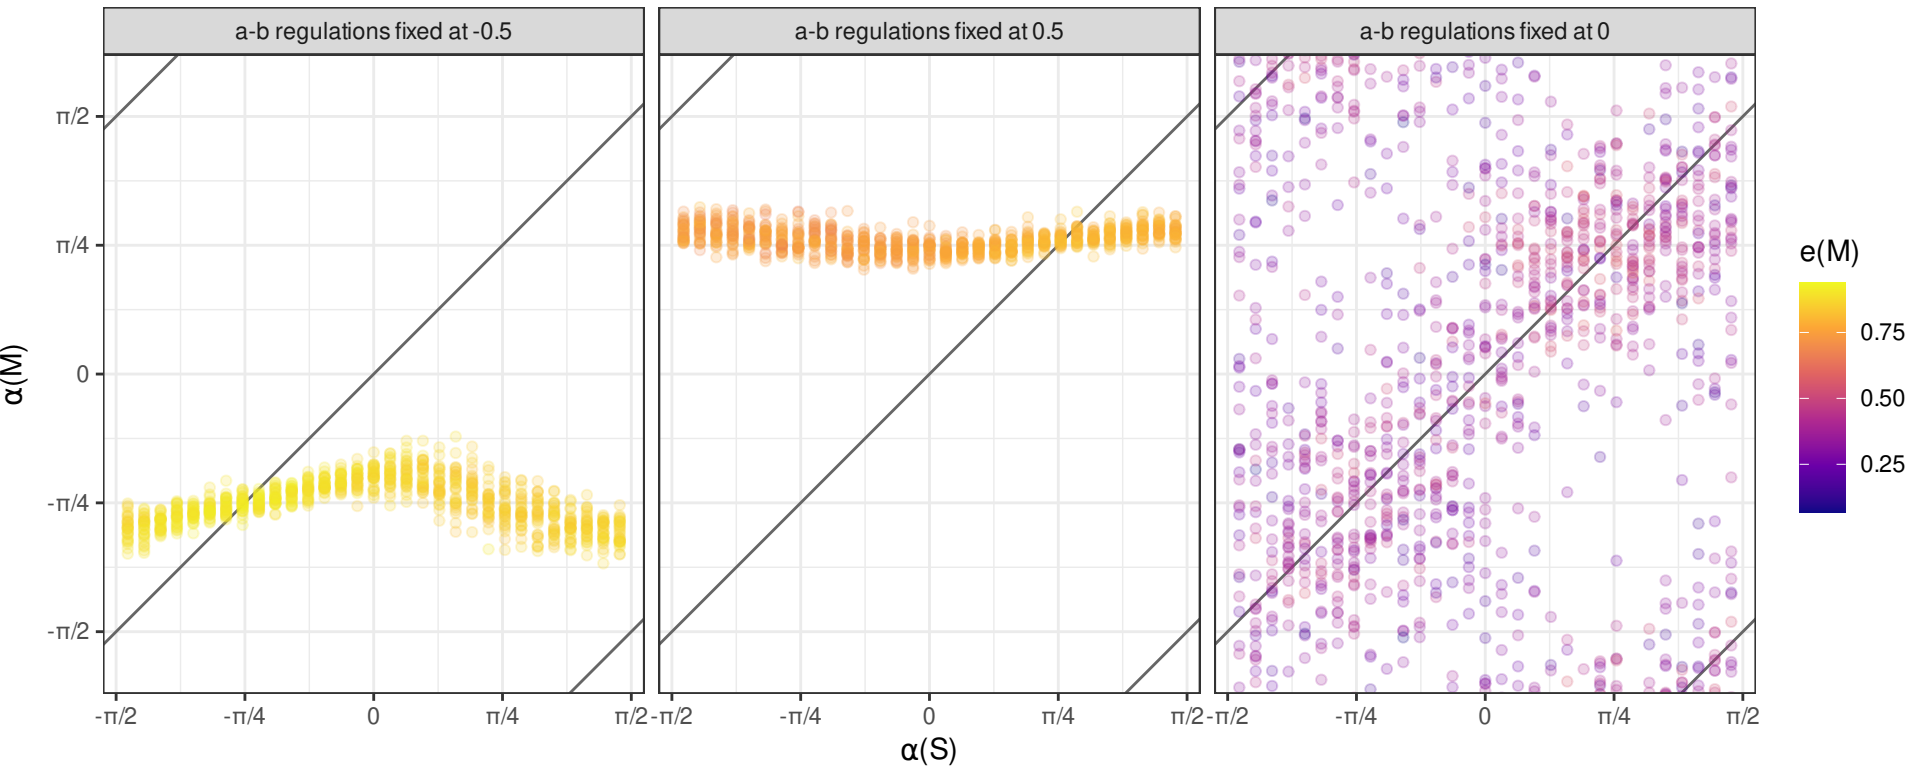 a-b regulations fixed at -0.5
a-b regulations fixed at 0.5
a-b regulations fixed at 0
π/2
π/4
0
-π/4
-π/2
α(M)
-π/2
-π/4
0
π/4
π/2
-π/2
-π/4
0
π/4
π/2
-π/2
-π/4
0
π/4
π/2
α(S)
e(M)
0.75
0.50
0.25